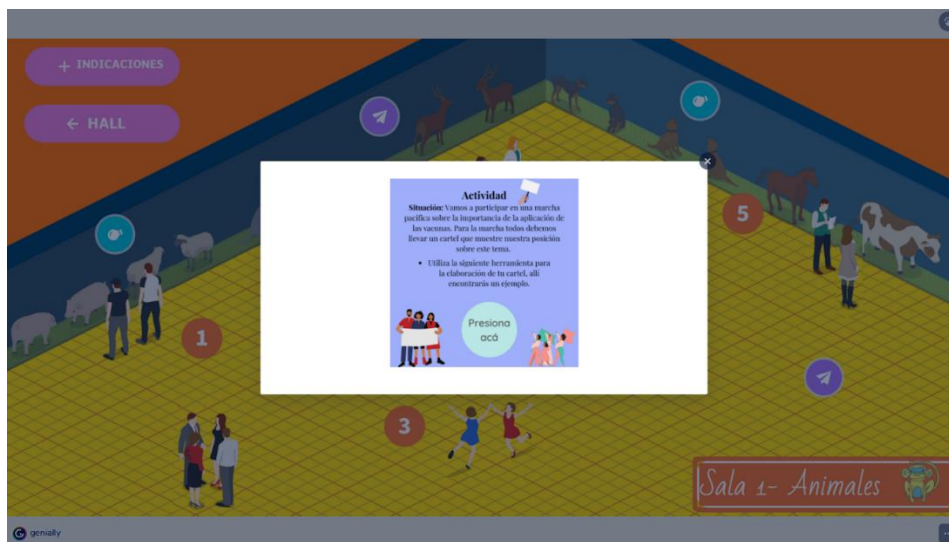 + INDICACIONES
← HALL
Actividad
Situación: Vamos a participar en una marcha
pacífica sobre la importancia de la aplicación de
las vacunas. Para la marcha todos debemos
llevar un cartel que muestre nuestra posición
sobre este tema.
• Utiliza la siguiente herramienta para
la elaboración de tu cartel, allí
encontrarás un ejemplo.
Presiona
acá
5
1
3
Sala 1- Animales
genially